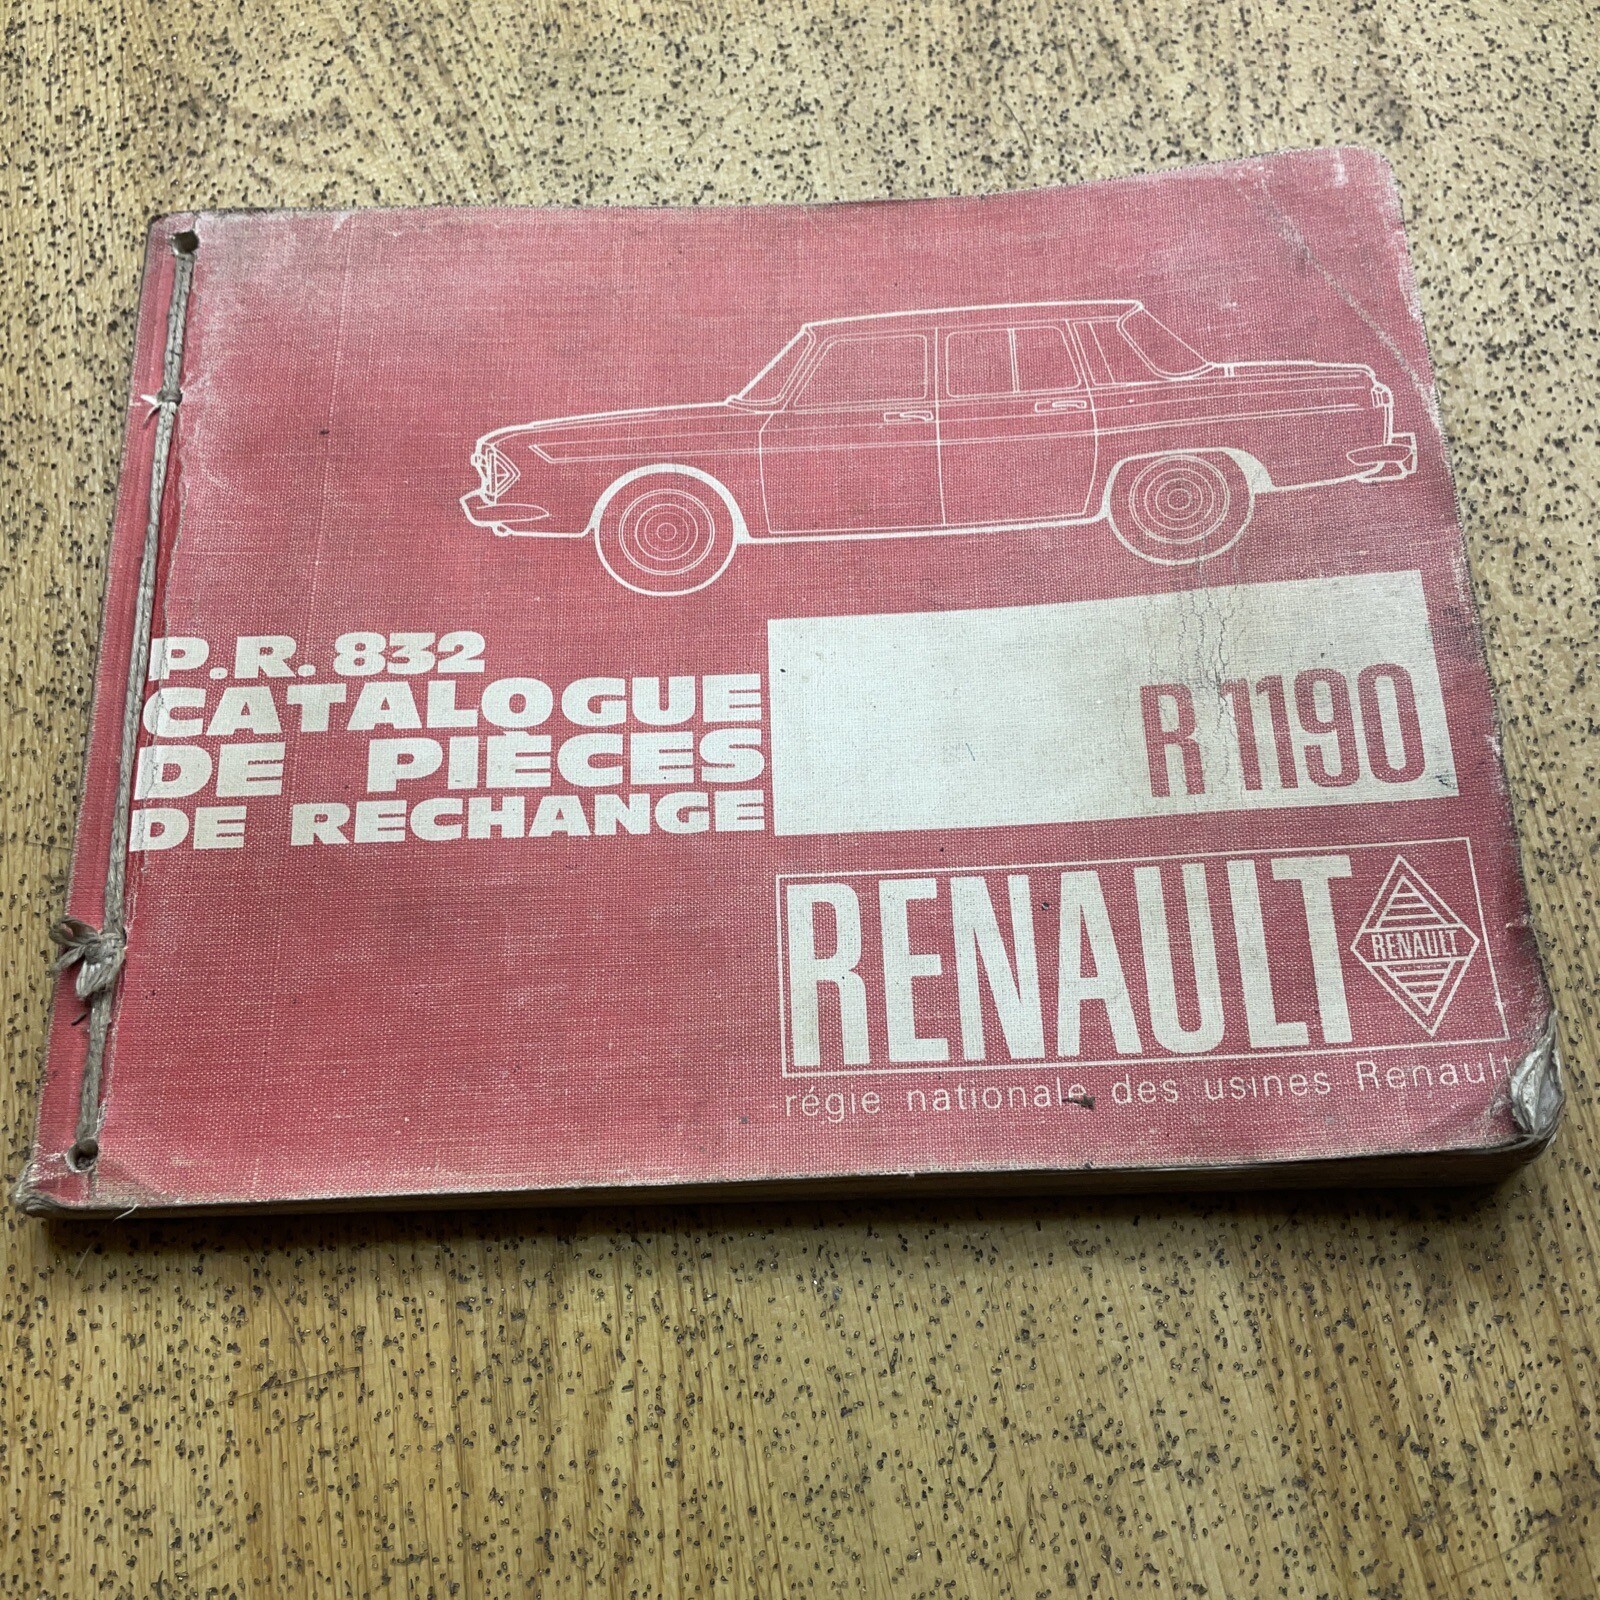 P.R. 832
CATALOGUE
DE PIÈCES
DE RECHANGE
R 1190
RENAULT
RENAULT
régie nationale des usines Renault